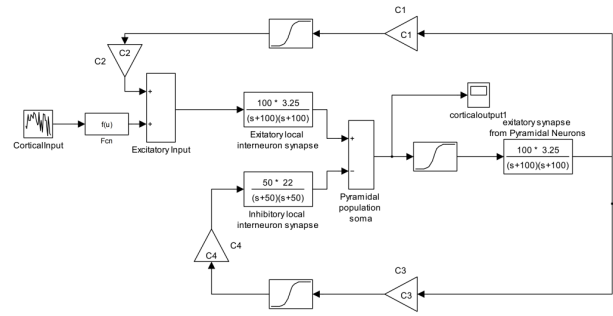 C1
C1
C2
C2
+
+
Excitatory Input
CorticalInput
f(u)
Fcn
100 * 3.25
(s+100)(s+100)
Exitatory local
interneuron synapse
50 * 22
(s+50)(s+50)
Inhibitory local
interneuron synapse
+
−
Pyramidal
population
soma
corticaloutput1
exitatory synapse
from Pyramidal Neurons
100 * 3.25
(s+100)(s+100)
C4
C4
C3
C3